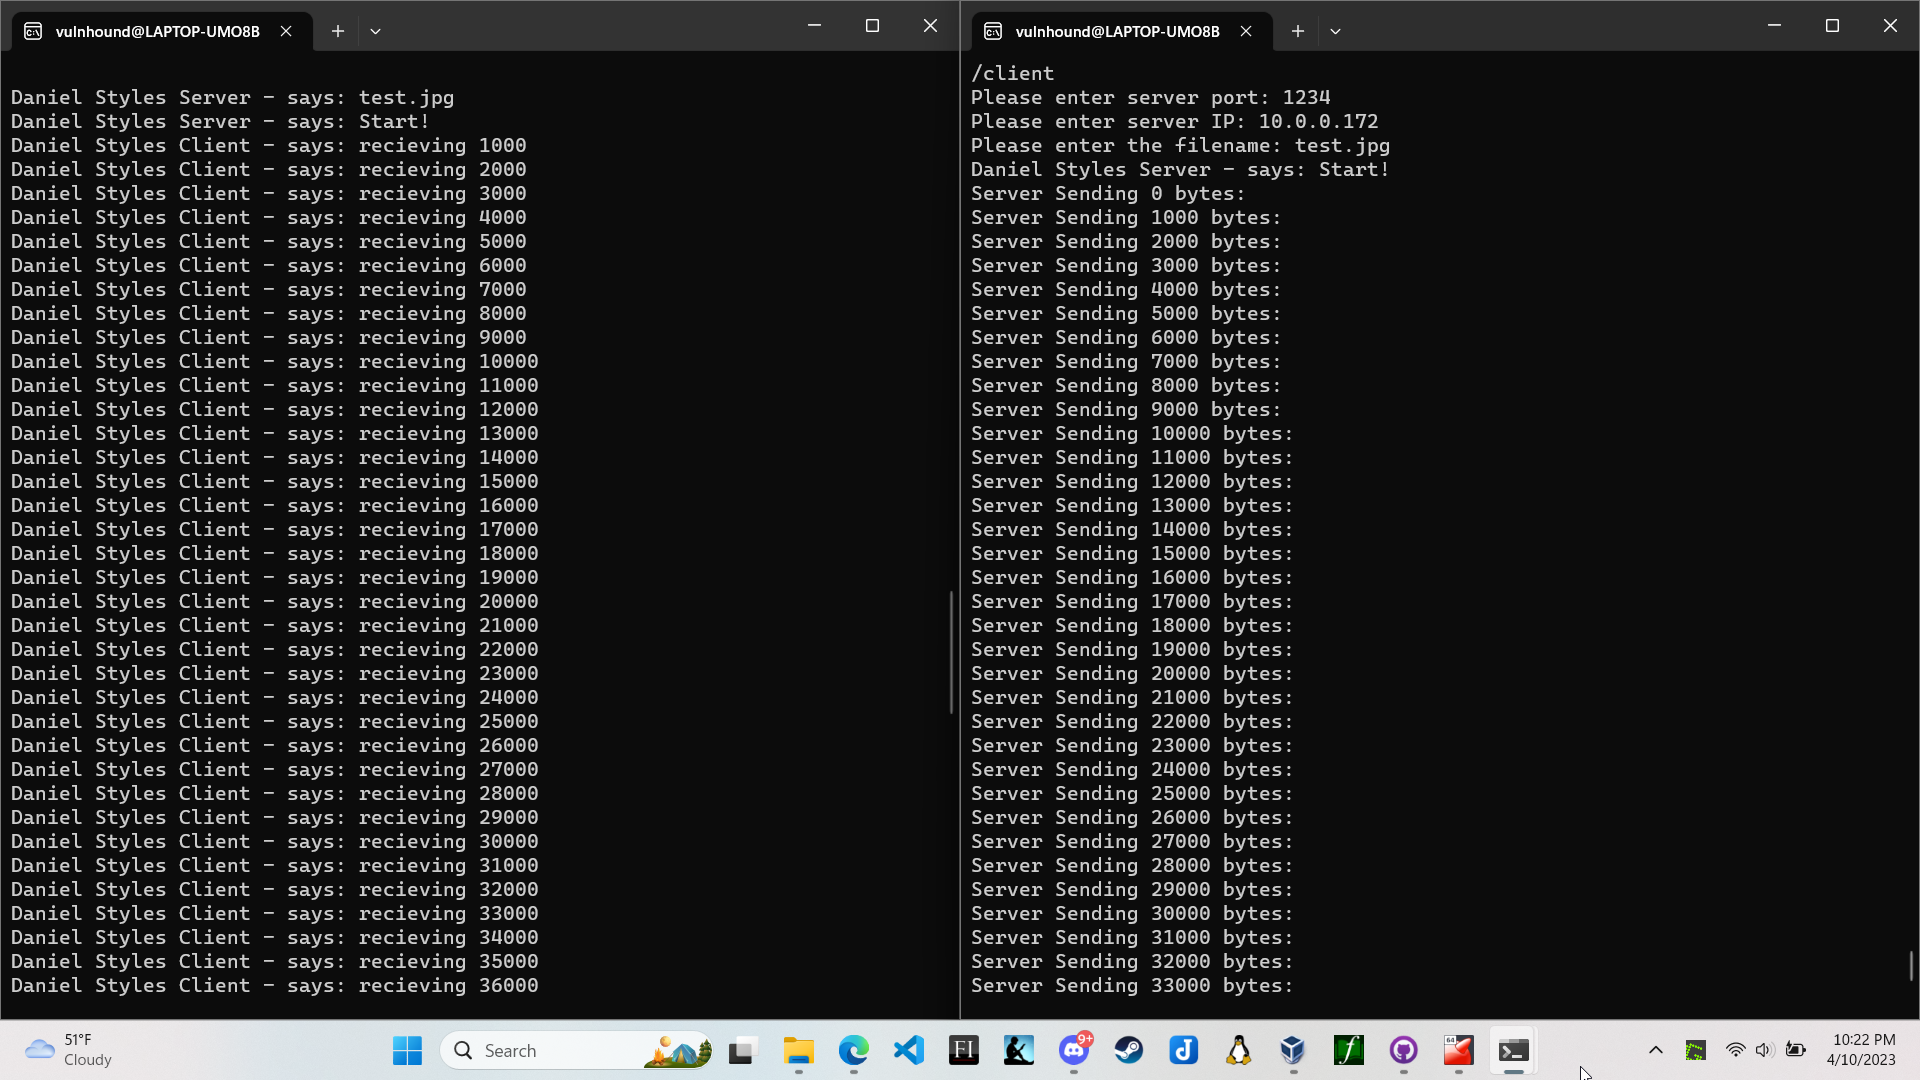 vulnhound@LAPTOP-UMO8B
Daniel Styles Server - says: test.jpg
Daniel Styles Server - says: Start!
Daniel Styles Client - says: recieving 1000
Daniel Styles Client - says: recieving 2000
Daniel Styles Client - says: recieving 3000
Daniel Styles Client - says: recieving 4000
Daniel Styles Client - says: recieving 5000
Daniel Styles Client - says: recieving 6000
Daniel Styles Client - says: recieving 7000
Daniel Styles Client - says: recieving 8000
Daniel Styles Client - says: recieving 9000
Daniel Styles Client - says: recieving 10000
Daniel Styles Client - says: recieving 11000
Daniel Styles Client - says: recieving 12000
Daniel Styles Client - says: recieving 13000
Daniel Styles Client - says: recieving 14000
Daniel Styles Client - says: recieving 15000
Daniel Styles Client - says: recieving 16000
Daniel Styles Client - says: recieving 17000
Daniel Styles Client - says: recieving 18000
Daniel Styles Client - says: recieving 19000
Daniel Styles Client - says: recieving 20000
Daniel Styles Client - says: recieving 21000
Daniel Styles Client - says: recieving 22000
Daniel Styles Client - says: recieving 23000
Daniel Styles Client - says: recieving 24000
Daniel Styles Client - says: recieving 25000
Daniel Styles Client - says: recieving 26000
Daniel Styles Client - says: recieving 27000
Daniel Styles Client - says: recieving 28000
Daniel Styles Client - says: recieving 29000
Daniel Styles Client - says: recieving 30000
Daniel Styles Client - says: recieving 31000
Daniel Styles Client - says: recieving 32000
Daniel Styles Client - says: recieving 33000
Daniel Styles Client - says: recieving 34000
Daniel Styles Client - says: recieving 35000
Daniel Styles Client - says: recieving 36000
vulnhound@LAPTOP-UMO8B
/client
Please enter server port: 1234
Please enter server IP: 10.0.0.172
Please enter the filename: test.jpg
Daniel Styles Server - says: Start!
Server Sending 0 bytes:
Server Sending 1000 bytes:
Server Sending 2000 bytes:
Server Sending 3000 bytes:
Server Sending 4000 bytes:
Server Sending 5000 bytes:
Server Sending 6000 bytes:
Server Sending 7000 bytes:
Server Sending 8000 bytes:
Server Sending 9000 bytes:
Server Sending 10000 bytes:
Server Sending 11000 bytes:
Server Sending 12000 bytes:
Server Sending 13000 bytes:
Server Sending 14000 bytes:
Server Sending 15000 bytes:
Server Sending 16000 bytes:
Server Sending 17000 bytes:
Server Sending 18000 bytes:
Server Sending 19000 bytes:
Server Sending 20000 bytes:
Server Sending 21000 bytes:
Server Sending 22000 bytes:
Server Sending 23000 bytes:
Server Sending 24000 bytes:
Server Sending 25000 bytes:
Server Sending 26000 bytes:
Server Sending 27000 bytes:
Server Sending 28000 bytes:
Server Sending 29000 bytes:
Server Sending 30000 bytes:
Server Sending 31000 bytes:
Server Sending 32000 bytes:
Server Sending 33000 bytes:
51°F
Cloudy
Search
FI
9+
64
10:22 PM
4/10/2023